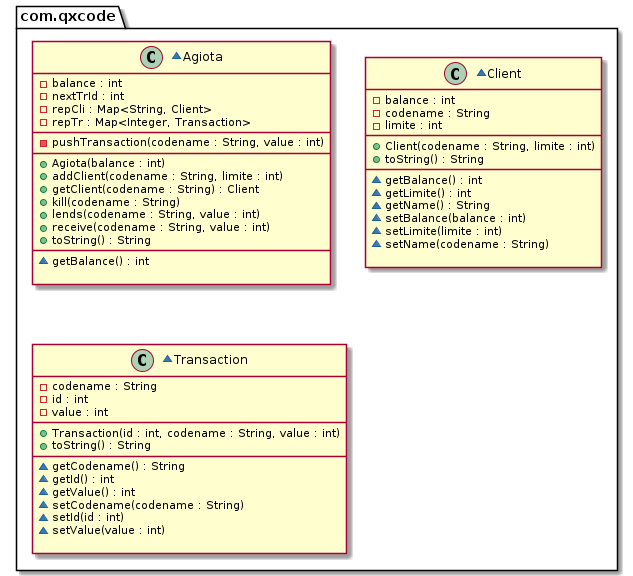 com.qxcode
C Agiota
balance : int
nextTrId : int
repCli : Map<String, Client>
repTr : Map<Integer, Transaction>
pushTransaction(codename : String, value : int)
Agiota(balance : int)
addClient(codename : String, limite : int)
getClient(codename : String) : Client
kill(codename : String)
lends(codename : String, value : int)
receive(codename : String, value : int)
toString() : String
getBalance() : int
C Client
balance : int
codename : String
limite : int
Client(codename : String, limite : int)
toString() : String
getBalance() : int
getLimite() : int
getName() : String
setBalance(balance : int)
setLimite(limite : int)
setName(codename : String)
C Transaction
codename : String
id : int
value : int
Transaction(id : int, codename : String, value : int)
toString() : String
getCodename() : String
getId() : int
getValue() : int
setCodename(codename : String)
setId(id : int)
setValue(value : int)